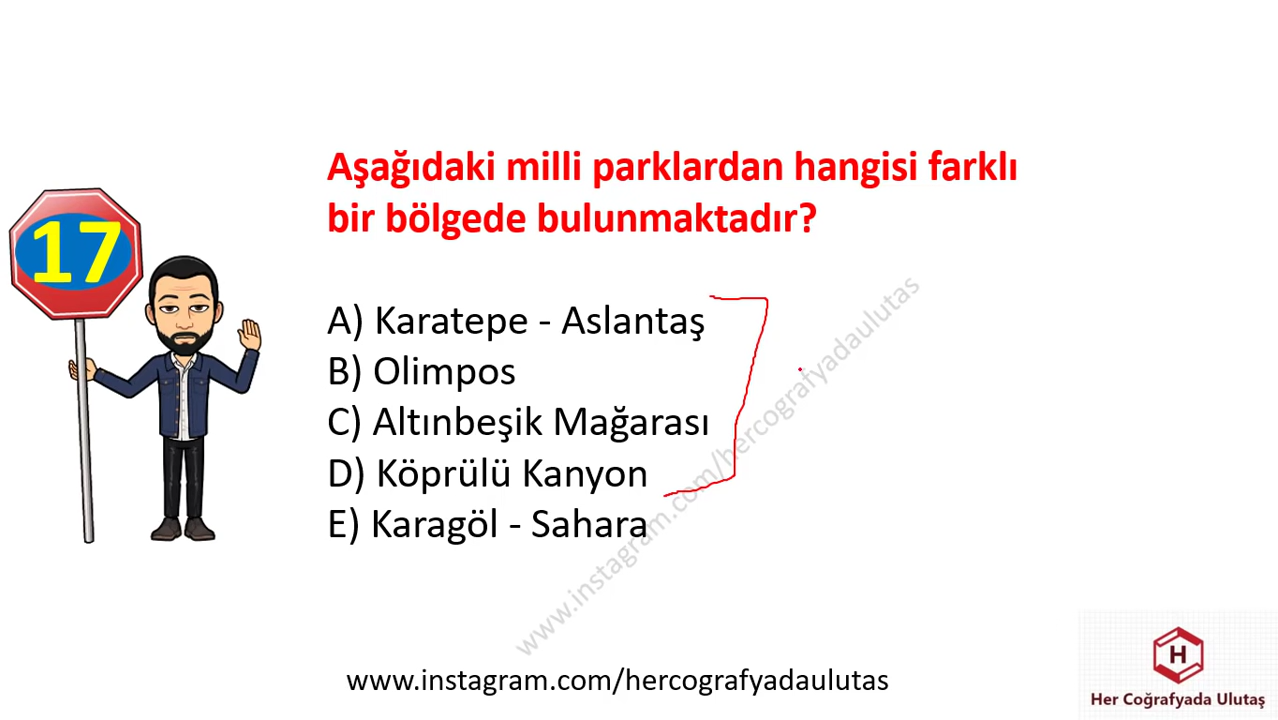 17
Aşağıdaki milli parklardan hangisi farklı
bir bölgede bulunmaktadır?
A) Karatepe - Aslantaş
B) Olimpos
C) Altınbeşik Mağarası
D) Köprülü Kanyon
E) Karagöl - Sahara
www.instagram.com/hercografyadaulutas
www.instagram.com/hercografyadaulutas
H
Her Coğrafyada Ulutaş